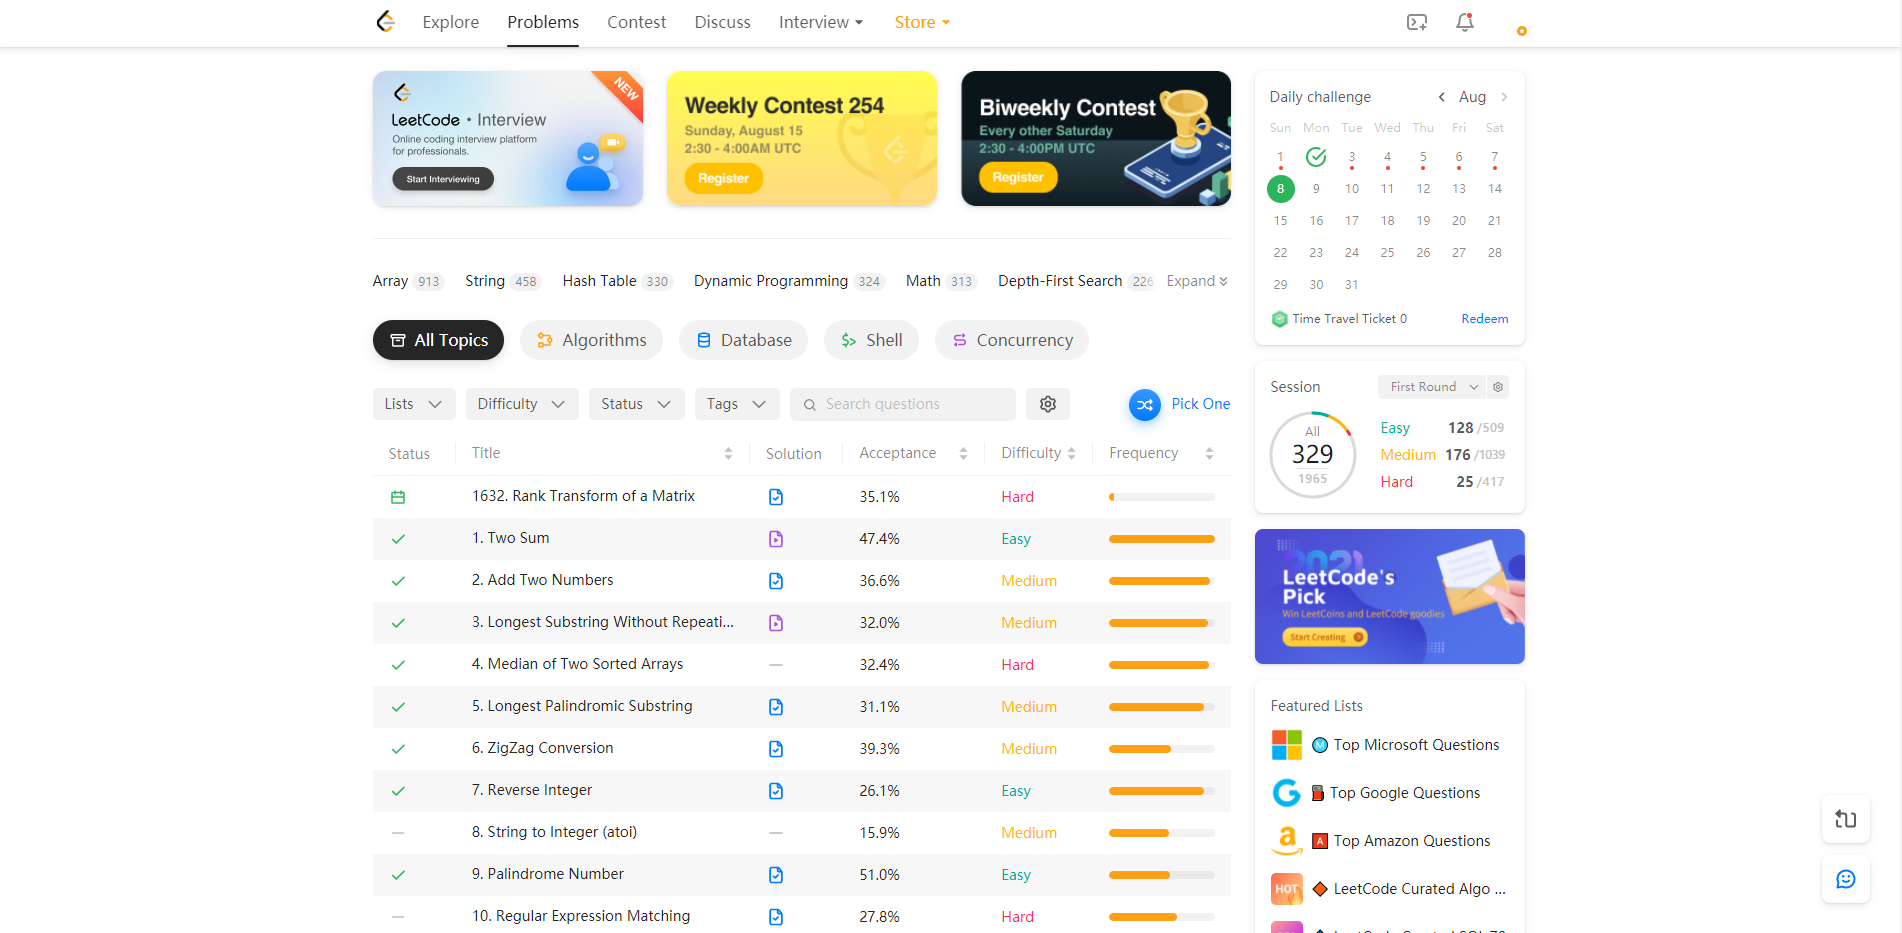 Explore Problems Contest Discuss Interview Store
LeetCode • Interview
Online coding interview platform
for professionals.
Start Interviewing
NEW
Weekly Contest 254
Sunday, August 15
2:30 - 4:00AM UTC
Register
Biweekly Contest
Every other Saturday
2:30 - 4:00PM UTC
Register
Array 913 String 458 Hash Table 330 Dynamic Programming 324 Math 313 Depth-First Search 226 Expand
All Topics Algorithms Database Shell Concurrency
Lists Difficulty Status Tags Search questions Pick One
Status Title Solution Acceptance Difficulty Frequency
1632. Rank Transform of a Matrix 35.1% Hard
1. Two Sum 47.4% Easy
2. Add Two Numbers 36.6% Medium
3. Longest Substring Without Repeati... 32.0% Medium
4. Median of Two Sorted Arrays — 32.4% Hard
5. Longest Palindromic Substring 31.1% Medium
6. ZigZag Conversion 39.3% Medium
7. Reverse Integer 26.1% Easy
8. String to Integer (atoi) — 15.9% Medium
9. Palindrome Number 51.0% Easy
10. Regular Expression Matching 27.8% Hard
Daily challenge Aug
Sun Mon Tue Wed Thu Fri Sat
1 3 4 5 6 7
8 9 10 11 12 13 14
15 16 17 18 19 20 21
22 23 24 25 26 27 28
29 30 31
Time Travel Ticket 0 Redeem
Session First Round
All
329
1965
Easy 128 /509
Medium 176 /1039
Hard 25 /417
2021
LeetCode's
Pick
Win LeetCoins and LeetCode goodies
Start Creating
Featured Lists
M Top Microsoft Questions
Top Google Questions
A Top Amazon Questions
HOT LeetCode Curated Algo ...